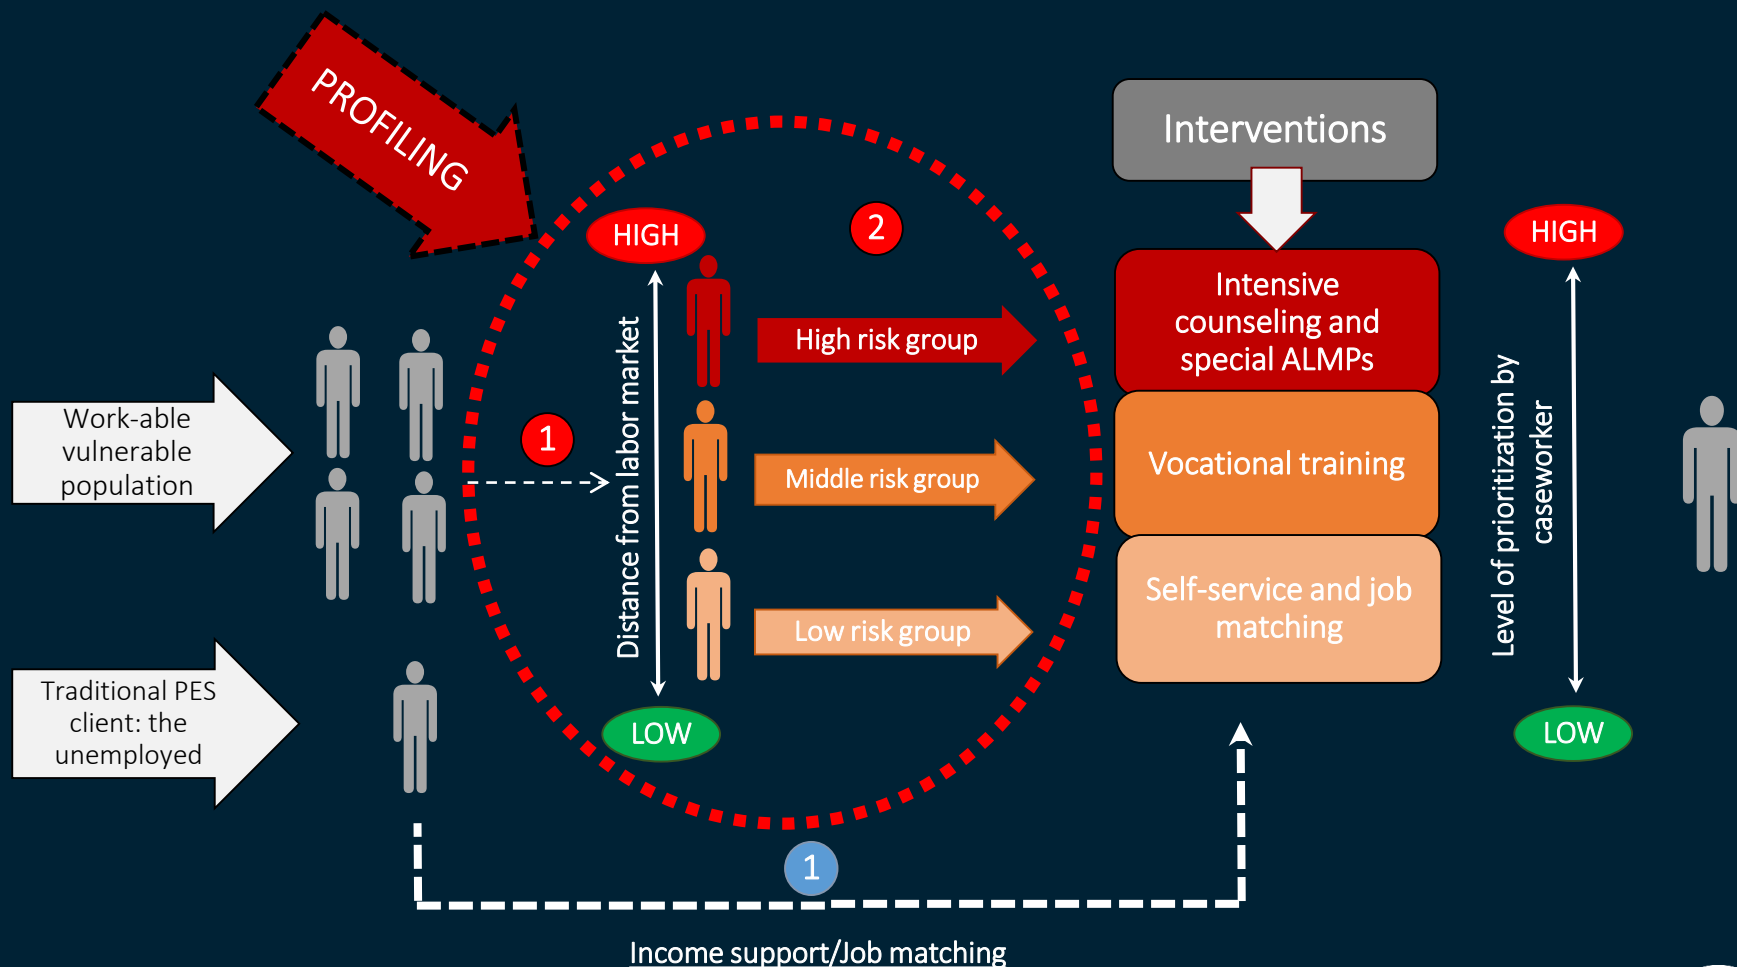 PROFILING
Interventions
HIGH
2
HIGH
Intensive
counseling and
special ALMPs
High risk group
Distance from labor market
Level of prioritization by
caseworker
Work-able
vulnerable
population
1
Middle risk group
Vocational training
Self-service and job
matching
Low risk group
Traditional PES
client: the
unemployed
LOW
LOW
1
Income support/Job matching